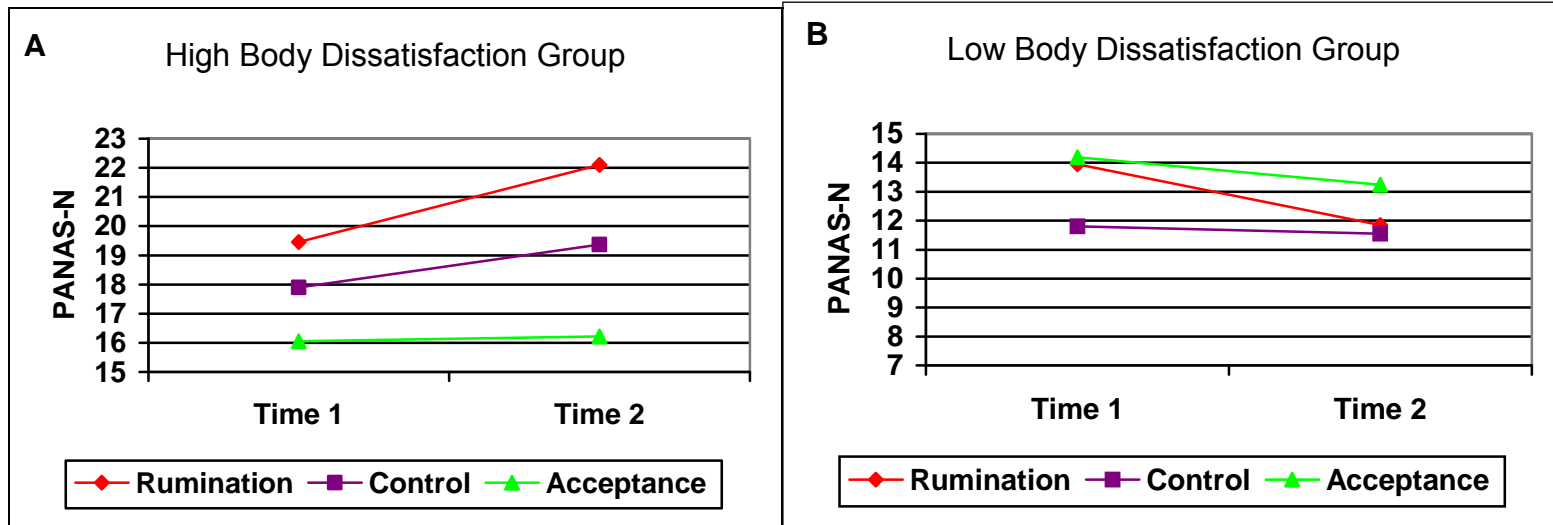 A
High Body Dissatisfaction Group
PANAS-N
23
22
21
20
19
18
17
16
15
Time 1 Time 2
Rumination Control Acceptance
B
Low Body Dissatisfaction Group
PANAS-N
15
14
13
12
11
10
9
8
7
Time 1 Time 2
Rumination Control Acceptance